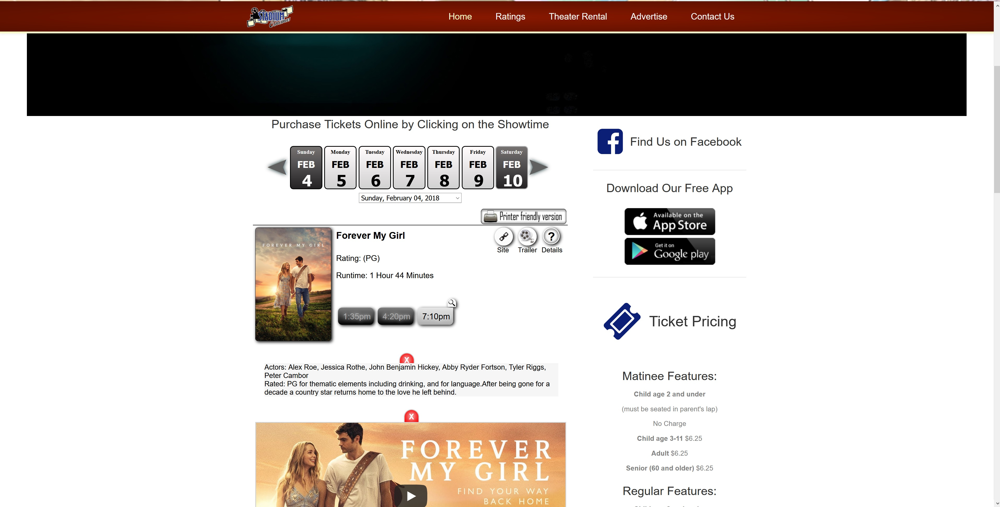 STADIUM
Cinemas
Home
Ratings
Theater Rental
Advertise
Contact Us
Purchase Tickets Online by Clicking on the Showtime
Sunday
FEB
4
Monday
FEB
5
Tuesday
FEB
6
Wednesday
FEB
7
Thursday
FEB
8
Friday
FEB
9
Saturday
FEB
10
Sunday, February 04, 2018
Printer friendly version
FOREVER MY GIRL
Forever My Girl
?
Site
Trailer
Details
Rating: (PG)
Runtime: 1 Hour 44 Minutes
1:35pm
4:20pm
7:10pm
X
Actors: Alex Roe, Jessica Rothe, John Benjamin Hickey, Abby Ryder Fortson, Tyler Riggs,
Peter Cambor
Rated: PG for thematic elements including drinking, and for language.After being gone for a
decade a country star returns home to the love he left behind.
X
FOREVER
MY GIRL
FIND YOUR WAY
BACK HOME
f
Find Us on Facebook
Download Our Free App
Available on the
App Store
Get it on
Google play
Ticket Pricing
Matinee Features:
Child age 2 and under
(must be seated in parent's lap)
No Charge
Child age 3-11 $6.25
Adult $6.25
Senior (60 and older) $6.25
Regular Features: